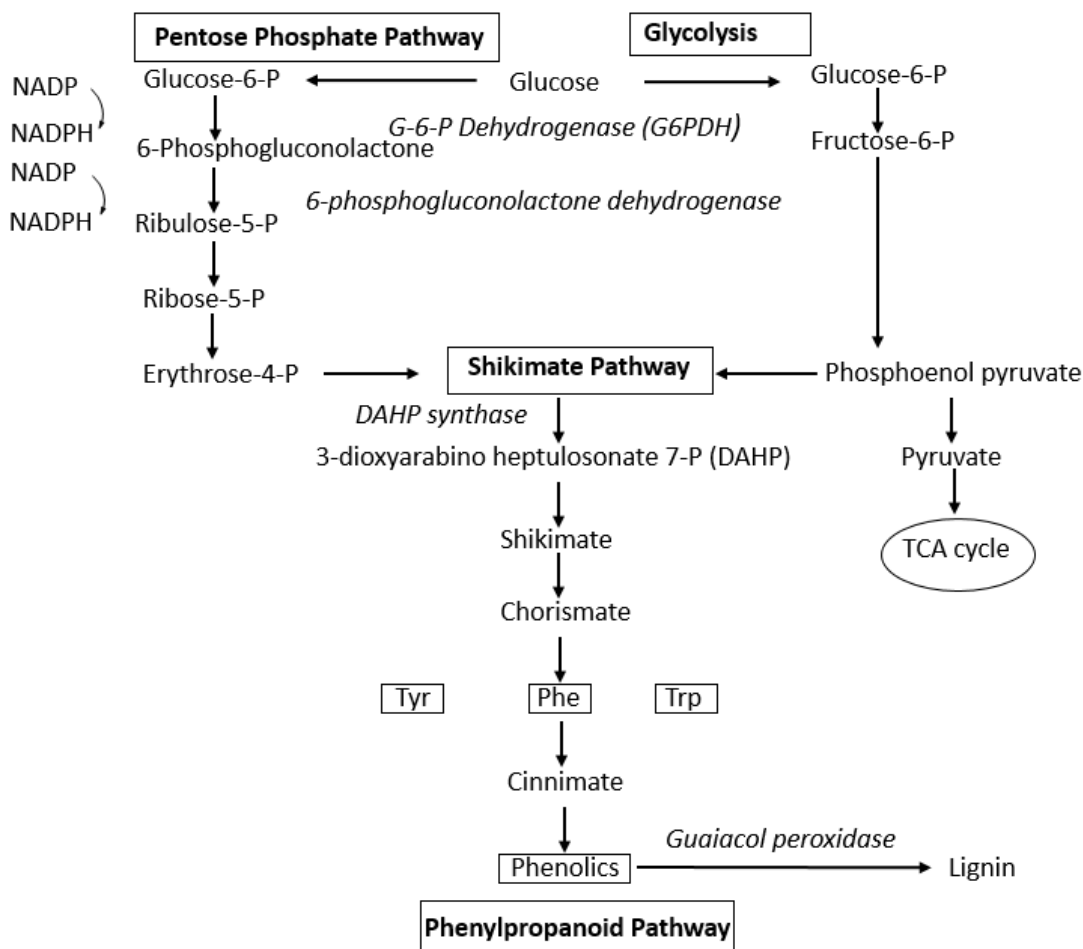 Pentose Phosphate Pathway
Glycolysis
NADP
Glucose-6-P
Glucose
Glucose-6-P
NADPH
G-6-P Dehydrogenase (G6PDH)
6-Phosphogluconolactone
Fructose-6-P
NADP
6-phosphogluconolactone dehydrogenase
NADPH
Ribulose-5-P
Ribose-5-P
Erythrose-4-P
Shikimate Pathway
Phosphoenol pyruvate
DAHP synthase
3-dioxyarabino heptulosonate 7-P (DAHP)
Pyruvate
Shikimate
TCA cycle
Chorismate
Tyr
Phe
Trp
Cinnimate
Guaiacol peroxidase
Phenolics
Lignin
Phenylpropanoid Pathway